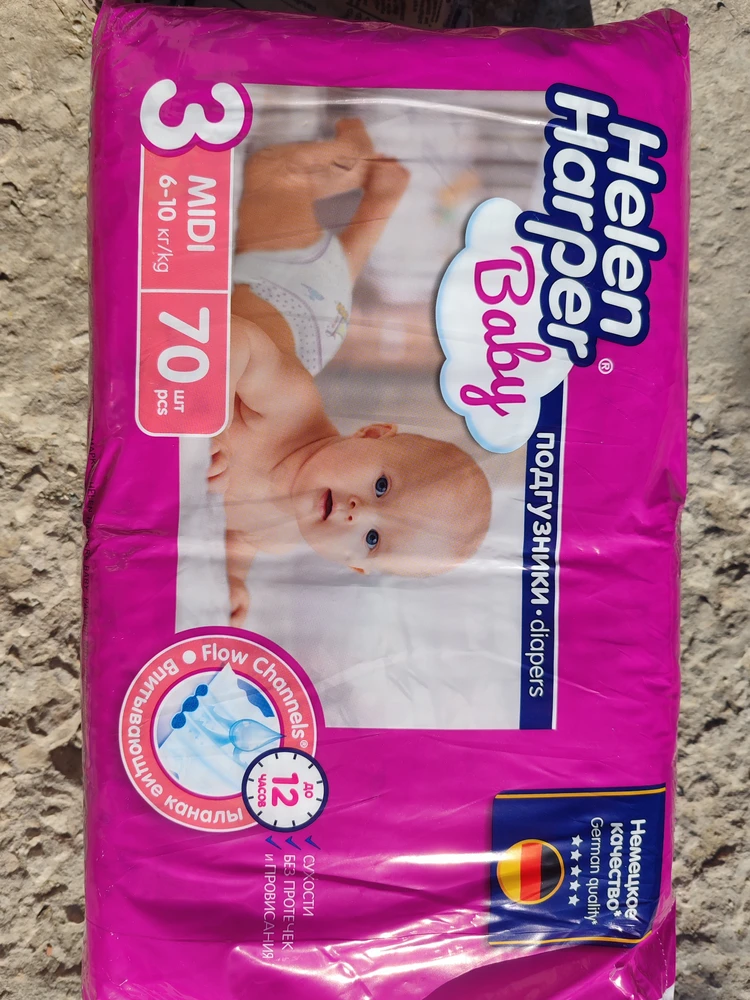 Helen
Harper®
Baby
подгузники · diapers
3
MIDI
6-10 кг/kg
70 шт
pcs
Немецкое
качество*
German quality*
Flow Channels®
Впитывающие каналы
до
12
часов
СУХОСТИ
БЕЗ ПРОТЕЧЕК
И ПРОВИСАНИЯ